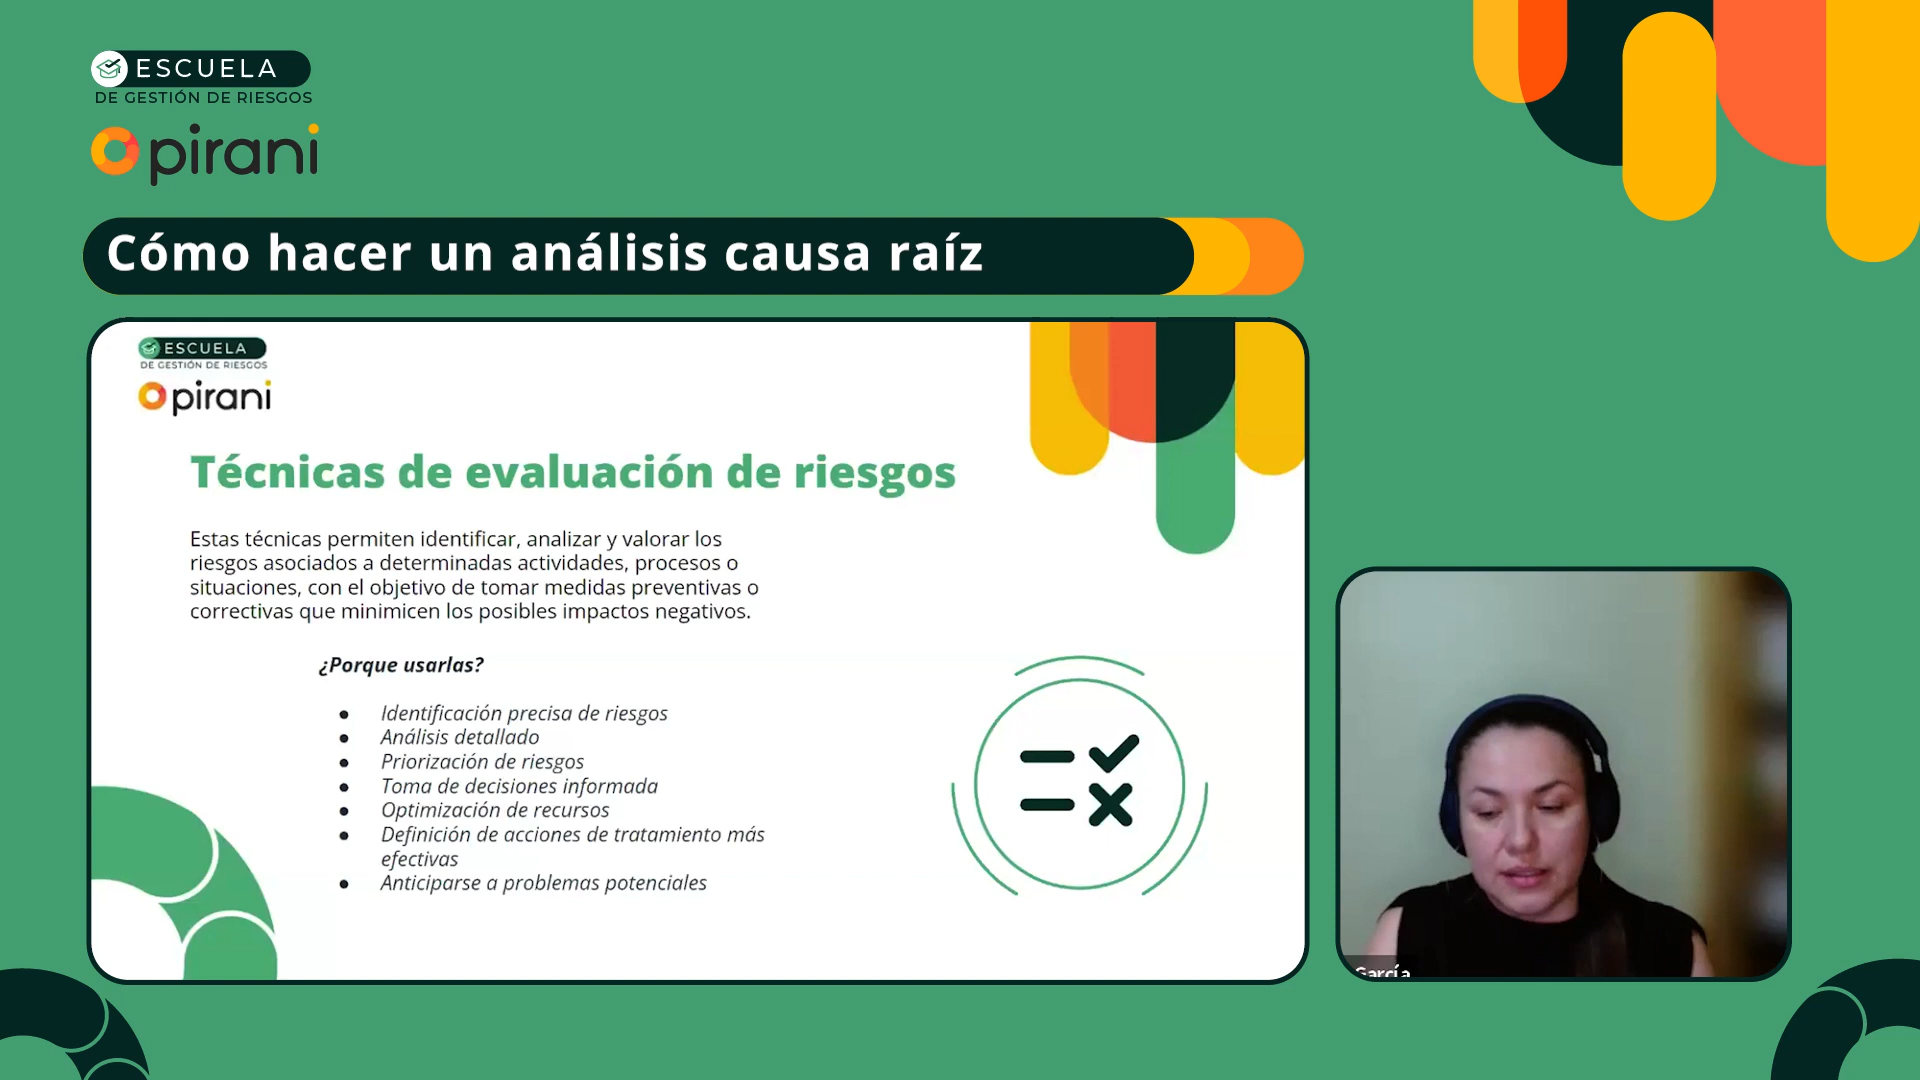 ESCUELA
DE GESTIÓN DE RIESGOS
pirani
Cómo hacer un análisis causa raíz
ESCUELA
DE GESTIÓN DE RIESGOS
pirani
Técnicas de evaluación de riesgos
Estas técnicas permiten identificar, analizar y valorar los
riesgos asociados a determinadas actividades, procesos o
situaciones, con el objetivo de tomar medidas preventivas o
correctivas que minimicen los posibles impactos negativos.
¿Porque usarlas?
● Identificación precisa de riesgos
● Análisis detallado
● Priorización de riesgos
● Toma de decisiones informada
● Optimización de recursos
● Definición de acciones de tratamiento más
efectivas
● Anticiparse a problemas potenciales
García